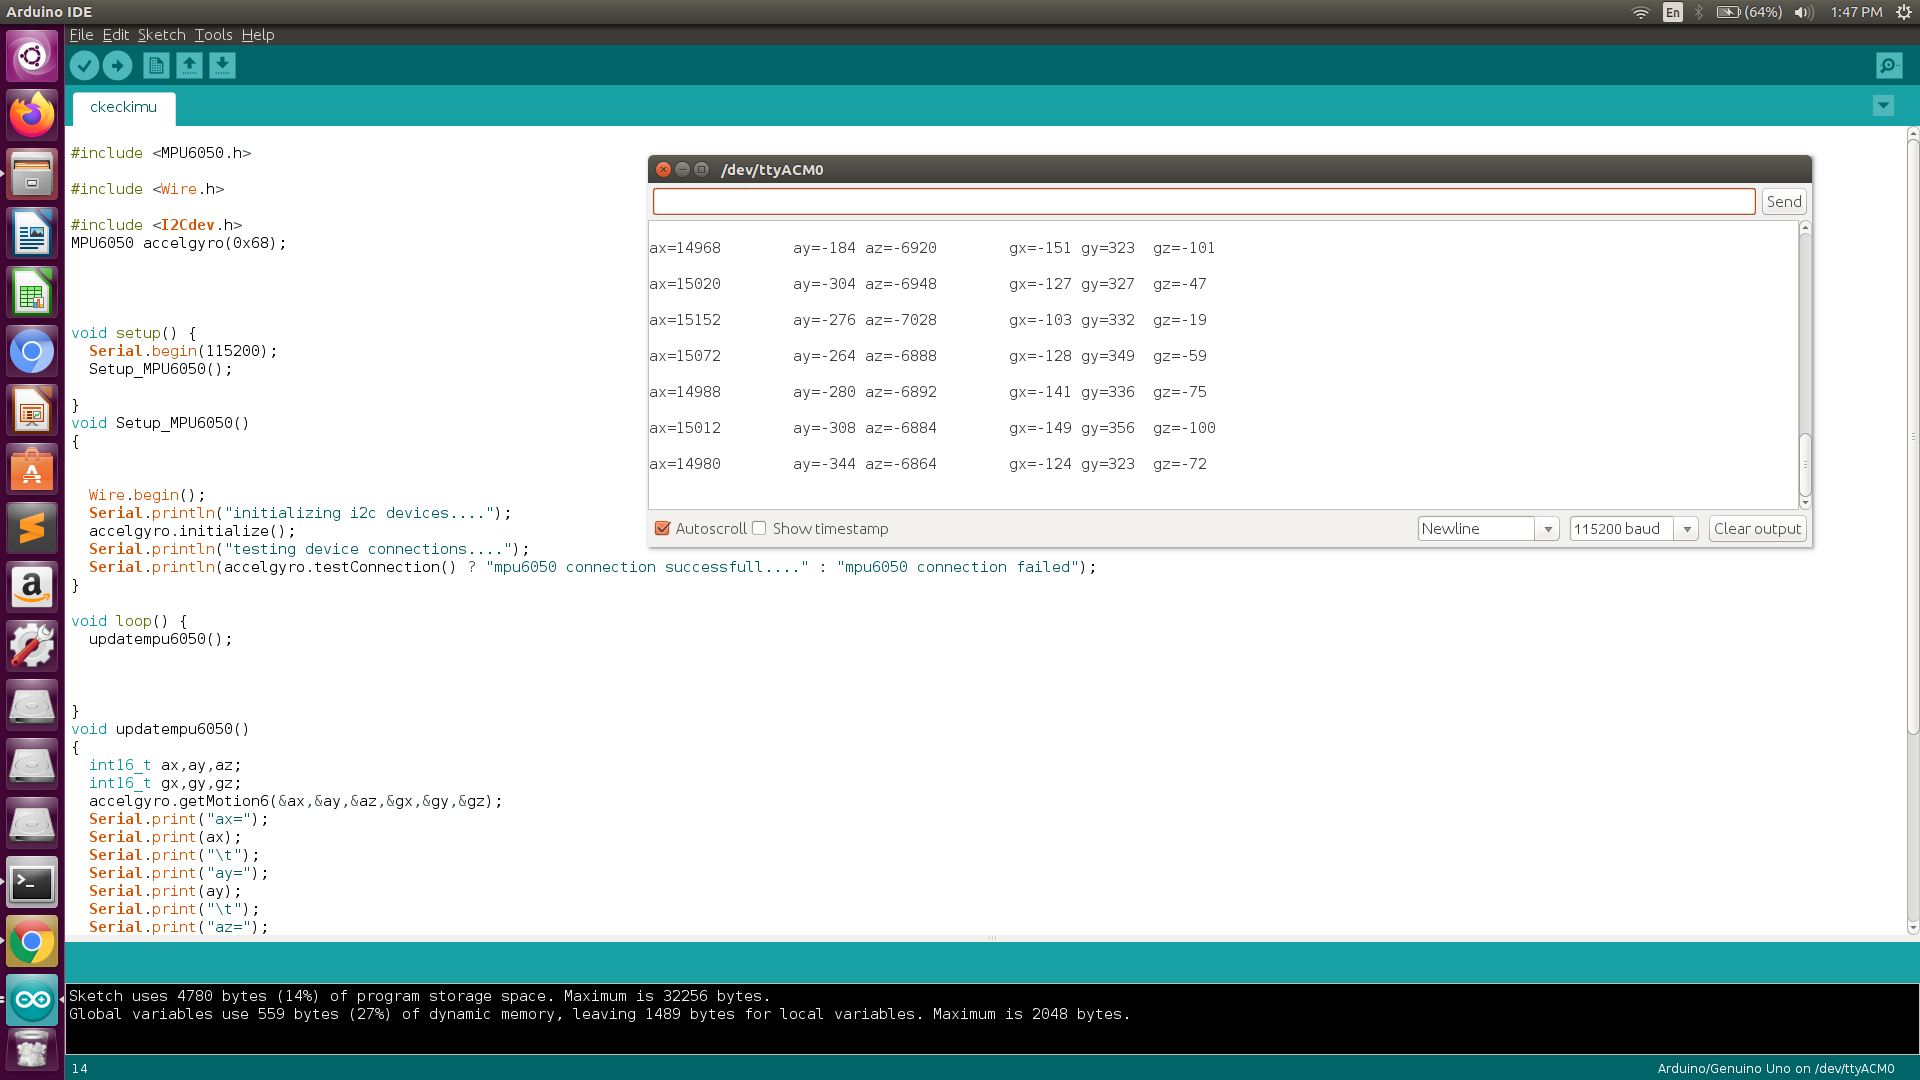 Arduino IDE
En (64%) 1:47 PM
File Edit Sketch Tools Help
ckeckimu
#include <MPU6050.h>
#include <Wire.h>
#include <I2Cdev.h>
MPU6050 accelgyro(0x68);
void setup() {
Serial.begin(115200);
Setup_MPU6050();
}
void Setup_MPU6050()
{
Wire.begin();
Serial.println("initializing i2c devices....");
accelgyro.initialize();
Serial.println("testing device connections....");
Serial.println(accelgyro.testConnection() ? "mpu6050 connection successfull...." : "mpu6050 connection failed");
}
void loop() {
updatempu6050();
}
void updatempu6050()
{
int16_t ax,ay,az;
int16_t gx,gy,gz;
accelgyro.getMotion6(&ax,&ay,&az,&gx,&gy,&gz);
Serial.print("ax=");
Serial.print(ax);
Serial.print("\t");
Serial.print("ay=");
Serial.print(ay);
Serial.print("\t");
Serial.print("az=");
/dev/ttyACM0
Send
ax=14968 ay=-184 az=-6920 gx=-151 gy=323 gz=-101
ax=15020 ay=-304 az=-6948 gx=-127 gy=327 gz=-47
ax=15152 ay=-276 az=-7028 gx=-103 gy=332 gz=-19
ax=15072 ay=-264 az=-6888 gx=-128 gy=349 gz=-59
ax=14988 ay=-280 az=-6892 gx=-141 gy=336 gz=-75
ax=15012 ay=-308 az=-6884 gx=-149 gy=356 gz=-100
ax=14980 ay=-344 az=-6864 gx=-124 gy=323 gz=-72
Autoscroll Show timestamp Newline 115200 baud Clear output
Sketch uses 4780 bytes (14%) of program storage space. Maximum is 32256 bytes.
Global variables use 559 bytes (27%) of dynamic memory, leaving 1489 bytes for local variables. Maximum is 2048 bytes.
14 Arduino/Genuino Uno on /dev/ttyACM0